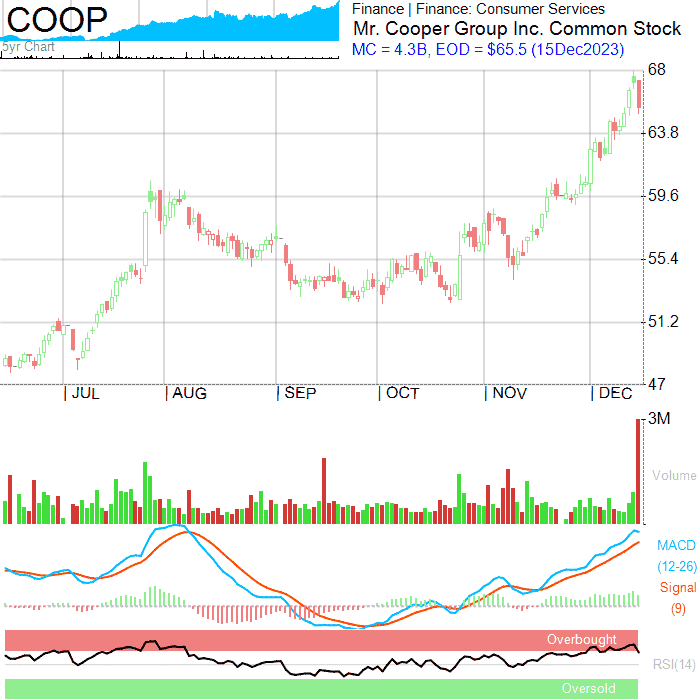 COOP
5yr Chart
Finance | Finance: Consumer Services
Mr. Cooper Group Inc. Common Stock
MC = 4.3B, EOD = $65.5 (15Dec2023)
68
63.8
59.6
55.4
51.2
47
| JUL | AUG | SEP | OCT | NOV | DEC
3M
Volume
MACD
(12-26)
Signal
(9)
Overbought
RSI(14)
Oversold